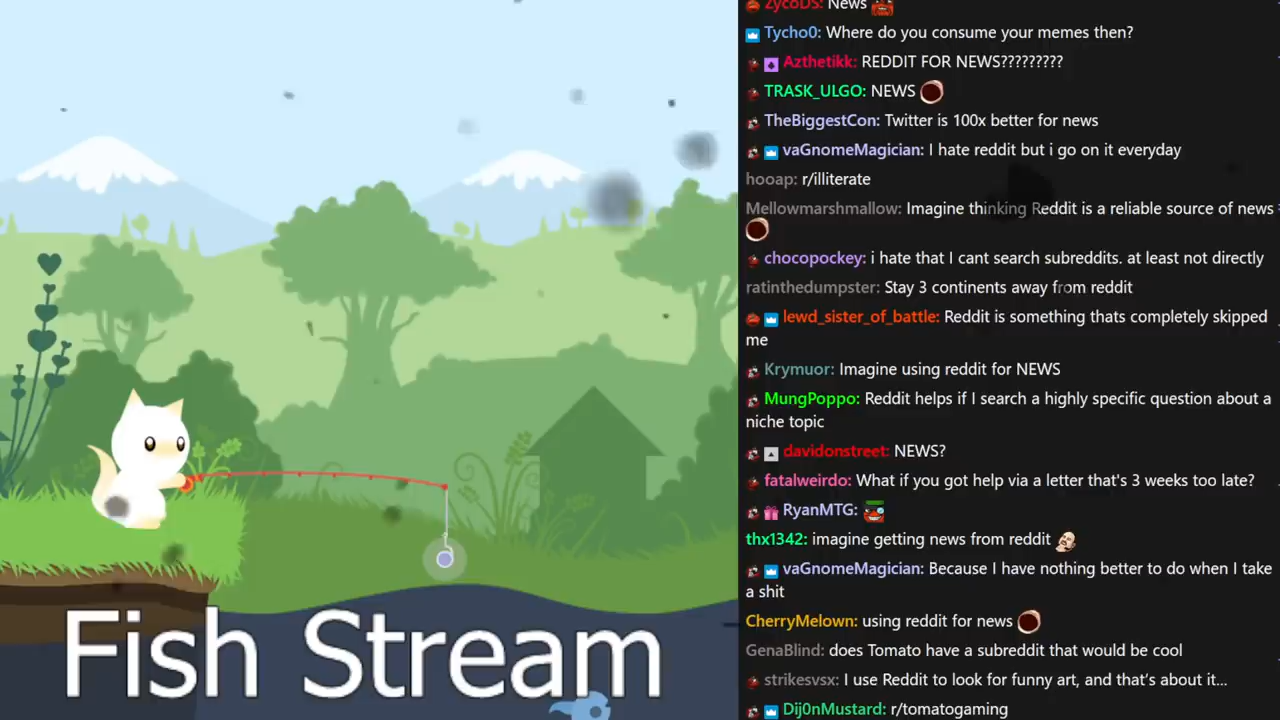 ZycoDS: News
Tycho0: Where do you consume your memes then?
Azthetikk: REDDIT FOR NEWS?????????
TRASK_ULGO: NEWS
TheBiggestCon: Twitter is 100x better for news
vaGnomeMagician: I hate reddit but i go on it everyday
hooap: r/illiterate
Mellowmarshmallow: Imagine thinking Reddit is a reliable source of news
chocopockey: i hate that I cant search subreddits. at least not directly
ratinthedumpster: Stay 3 continents away from reddit
lewd_sister_of_battle: Reddit is something thats completely skipped
me
Krymuor: Imagine using reddit for NEWS
MungPoppo: Reddit helps if I search a highly specific question about a
niche topic
davidonstreet: NEWS?
fatalweirdo: What if you got help via a letter that's 3 weeks too late?
RyanMTG:
thx1342: imagine getting news from reddit
vaGnomeMagician: Because I have nothing better to do when I take
a shit
CherryMelown: using reddit for news
GenaBlind: does Tomato have a subreddit that would be cool
strikesvsx: I use Reddit to look for funny art, and that's about it...
Dij0nMustard: r/tomatogaming
Fish Stream